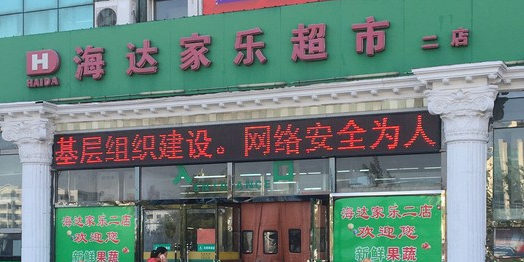 海达家乐超市 二店
HAIDA
基层组织建设。网络安全为人
海达家乐二店
欢迎您
新鲜果蔬
海达家乐二店
欢迎您
新鲜果蔬